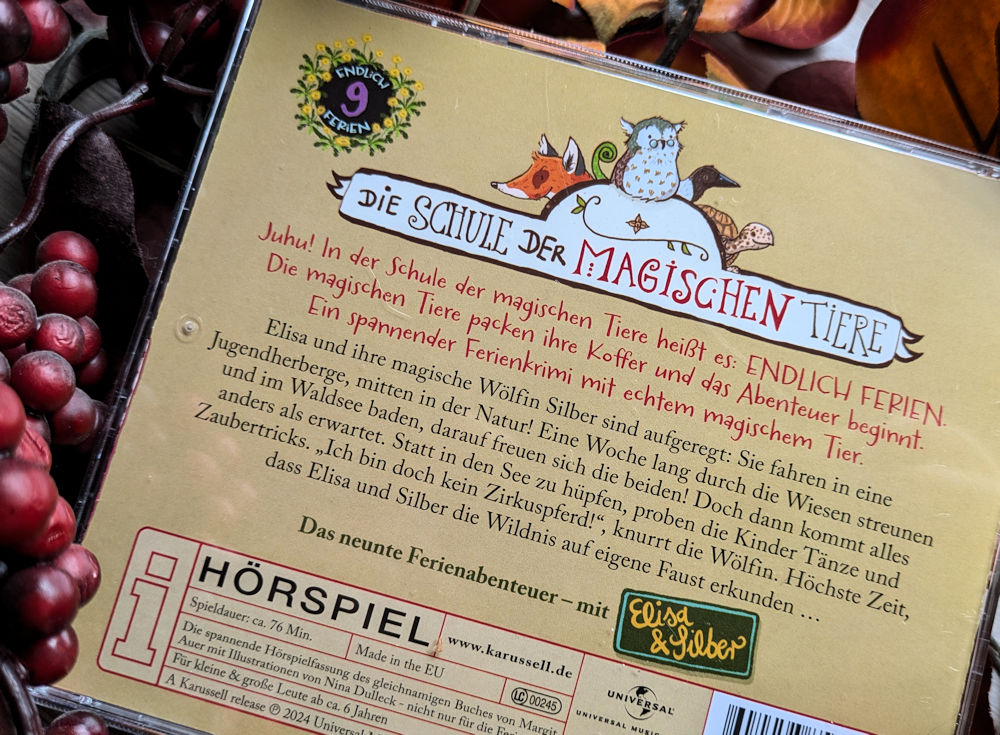 ENDLICH
9
FERIEN
DIE SCHULE DER MAGISCHEN TIERE
Juhu! In der Schule der magischen Tiere heißt es: ENDLICH FERIEN.
Die magischen Tiere packen ihre Koffer und das Abenteuer beginnt.
Ein spannender Ferienkrimi mit echtem magischem Tier.
Elisa und ihre magische Wölfin Silber sind aufgeregt: Sie fahren in eine
Jugendherberge, mitten in der Natur! Eine Woche lang durch die Wiesen streunen
und im Waldsee baden, darauf freuen sich die beiden! Doch dann kommt alles
anders als erwartet. Statt in den See zu hüpfen, proben die Kinder Tänze und
Zaubertricks. „Ich bin doch kein Zirkuspferd!“, knurrt die Wölfin. Höchste Zeit,
dass Elisa und Silber die Wildnis auf eigene Faust erkunden ...
Das neunte Ferienabenteuer – mit
Elisa
& Silber
i
HÖRSPIEL
www.karussell.de
Spieldauer: ca. 76 Min.
Made in the EU
LC 00245
Die spannende Hörspielfassung des gleichnamigen Buches von Margit
Auer mit Illustrationen von Nina Dulleck - nicht nur für die Ferien
Für kleine & große Leute ab ca. 6 Jahren
A Karussell release ℗ 2024 Universal
UNIVERSAL
UNIVERSAL MUSIC